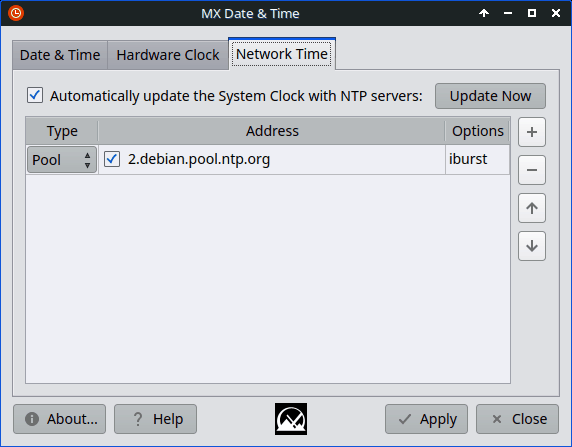 MX Date & Time
Date & Time Hardware Clock Network Time
Automatically update the System Clock with NTP servers: Update Now
Type Address Options
Pool 2.debian.pool.ntp.org iburst
About... Help Apply Close